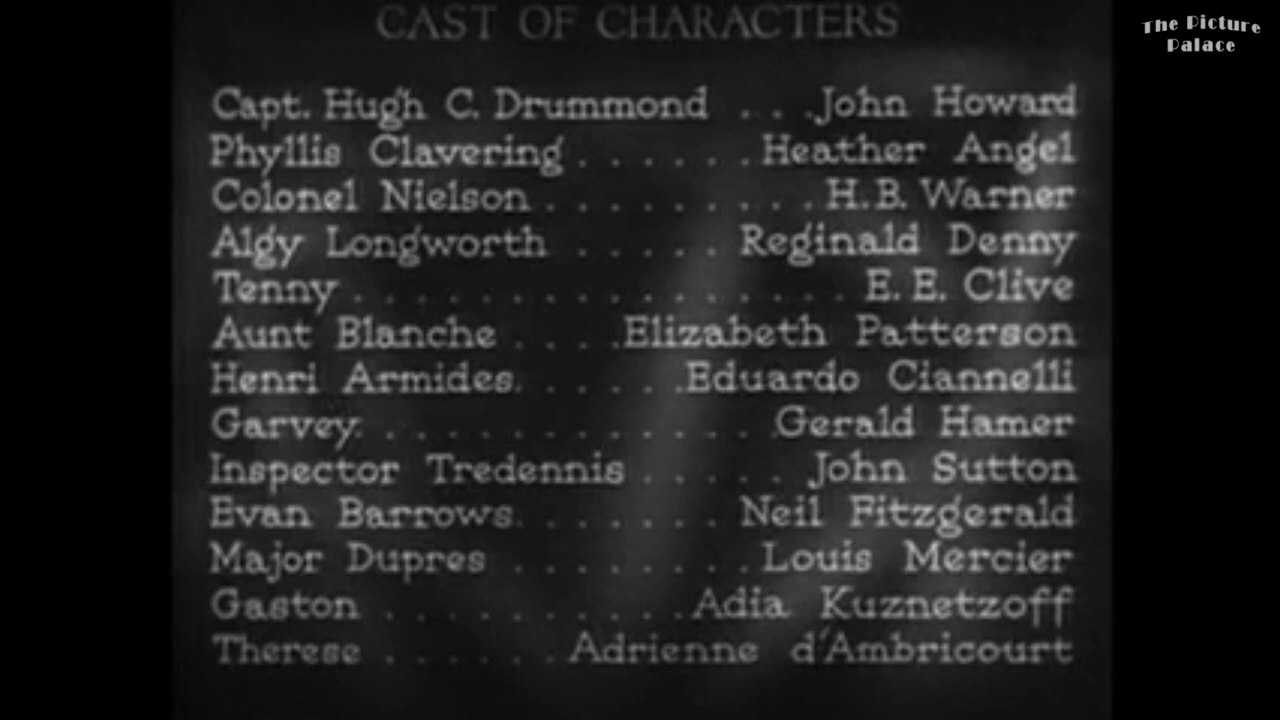 CAST OF CHARACTERS
The Picture
Palace
Capt. Hugh C. Drummond . . . John Howard
Phyllis Clavering . . . . . . Heather Angel
Colonel Nielson . . . . . . . . . H. B. Warner
Algy Longworth . . . . . Reginald Denny
Tenny . . . . . . . . . . . . . . . . . E. E. Clive
Aunt Blanche . . . . Elizabeth Patterson
Henri Armides . . . . . . Eduardo Ciannelli
Garvey . . . . . . . . . . . . . . Gerald Hamer
Inspector Tredennis . . . . . John Sutton
Evan Barrows . . . . . . . Neil Fitzgerald
Major Dupres . . . . . . . . Louis Mercier
Gaston . . . . . . . . . . Adia Kuznetzoff
Therese . . . . . . Adrienne d'Ambricourt